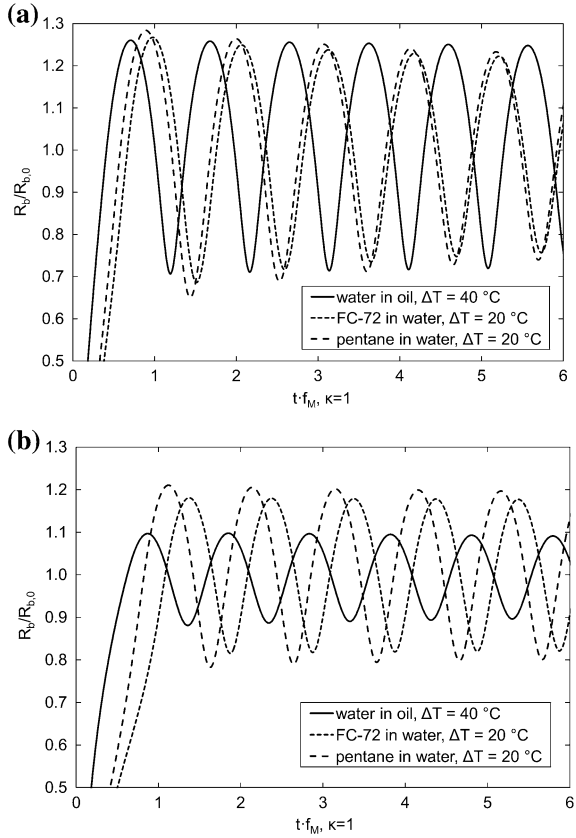 (a)
1.3
1.2
1.1
1.0
0.9
0.8
0.7
0.6
0.5
R_b/R_b,0
water in oil, ΔT = 40 °C
FC-72 in water, ΔT = 20 °C
pentane in water, ΔT = 20 °C
0 1 2 3 4 5 6
t·f_M, κ=1
(b)
1.3
1.2
1.1
1.0
0.9
0.8
0.7
0.6
0.5
R_b/R_b,0
water in oil, ΔT = 40 °C
FC-72 in water, ΔT = 20 °C
pentane in water, ΔT = 20 °C
0 1 2 3 4 5 6
t·f_M, κ=1